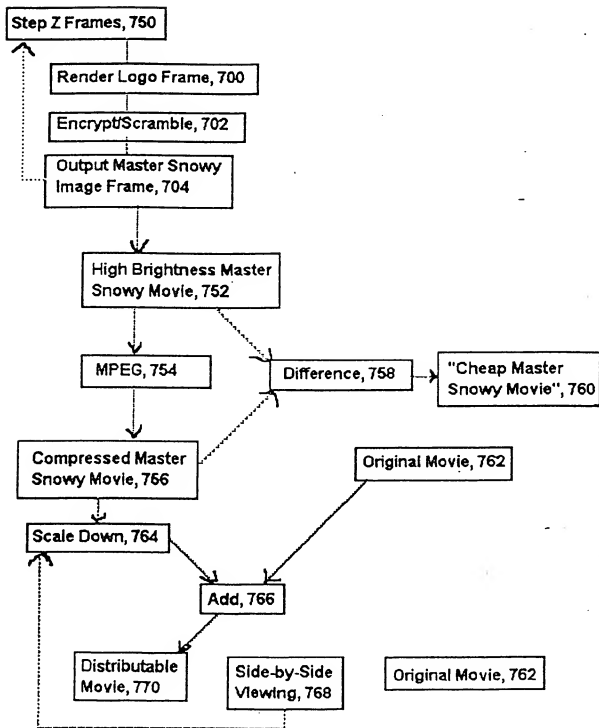 Step Z Frames, 750
Render Logo Frame, 700
Encrypt/Scramble, 702
Output Master Snowy
Image Frame, 704
High Brightness Master
Snowy Movie, 752
MPEG, 754
Difference, 758
"Cheap Master
Snowy Movie", 760
Compressed Master
Snowy Movie, 756
Original Movie, 762
Scale Down, 764
Add, 766
Distributable
Movie, 770
Side-by-Side
Viewing, 768
Original Movie, 762